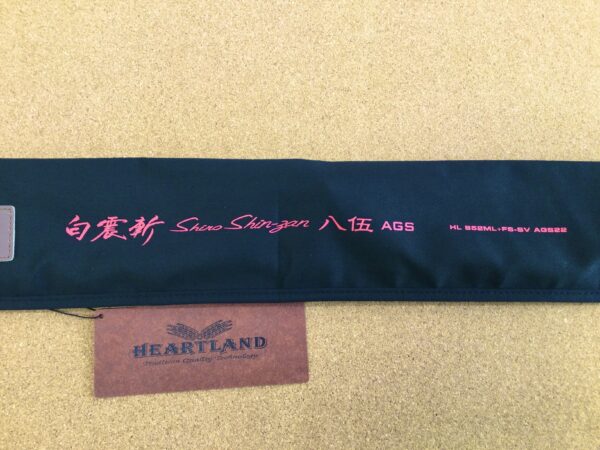 白震斬 Shiro Shin-zan 八伍 AGS HL 852ML+FS-SV AGS22
HEARTLAND